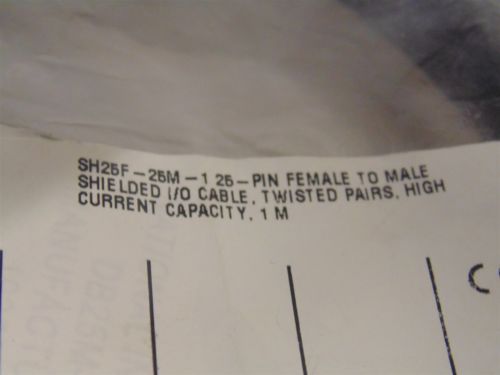 SH25F-25M-1 25-PIN FEMALE TO MALE
SHIELDED I/O CABLE, TWISTED PAIRS, HIGH
CURRENT CAPACITY, 1 M